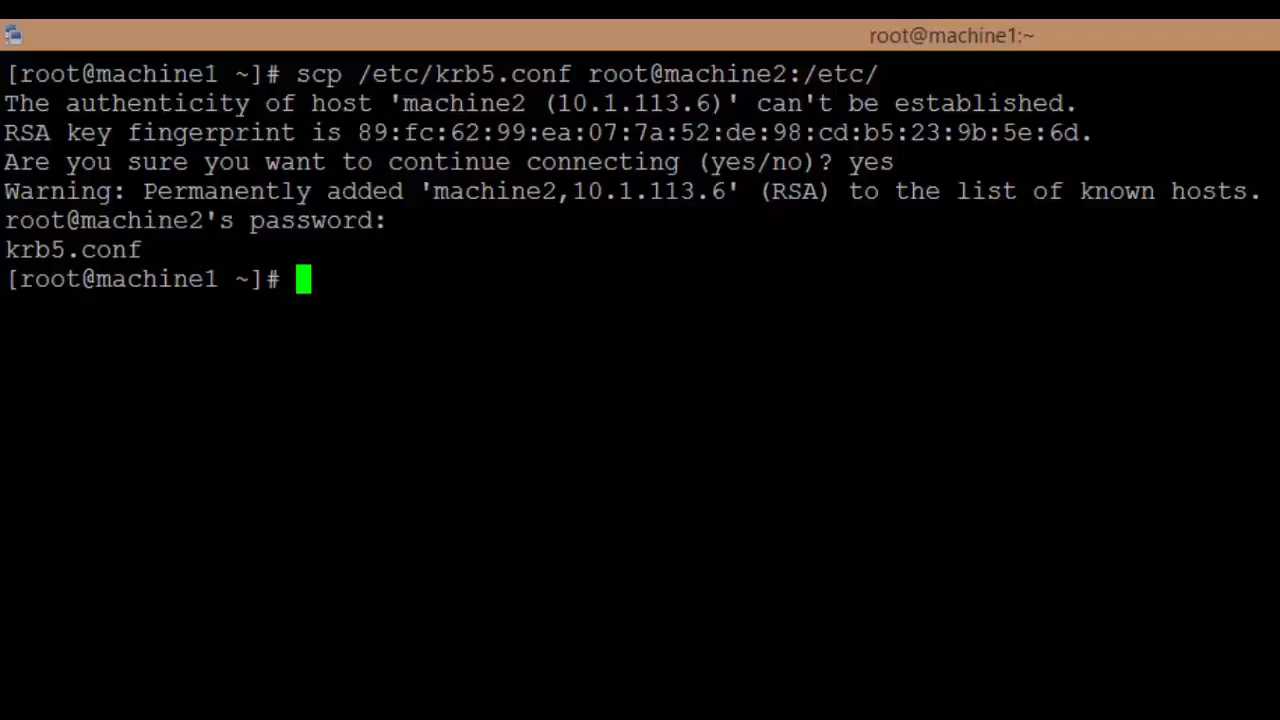 root@machine1:~
[root@machine1 ~]# scp /etc/krb5.conf root@machine2:/etc/
The authenticity of host 'machine2 (10.1.113.6)' can't be established.
RSA key fingerprint is 89:fc:62:99:ea:07:7a:52:de:98:cd:b5:23:9b:5e:6d.
Are you sure you want to continue connecting (yes/no)? yes
Warning: Permanently added 'machine2,10.1.113.6' (RSA) to the list of known hosts.
root@machine2's password:
krb5.conf
[root@machine1 ~]#